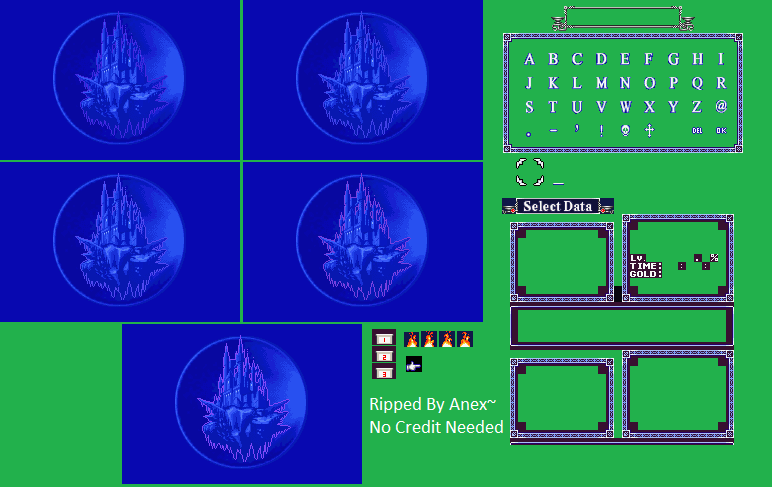 A B C D E F G H I
J K L M N O P Q R
S T U V W X Y Z @
. - ' ! DEL OK
Select Data
LV . %
TIME: : :
GOLD:
1
2
3
Ripped By Anex~
No Credit Needed